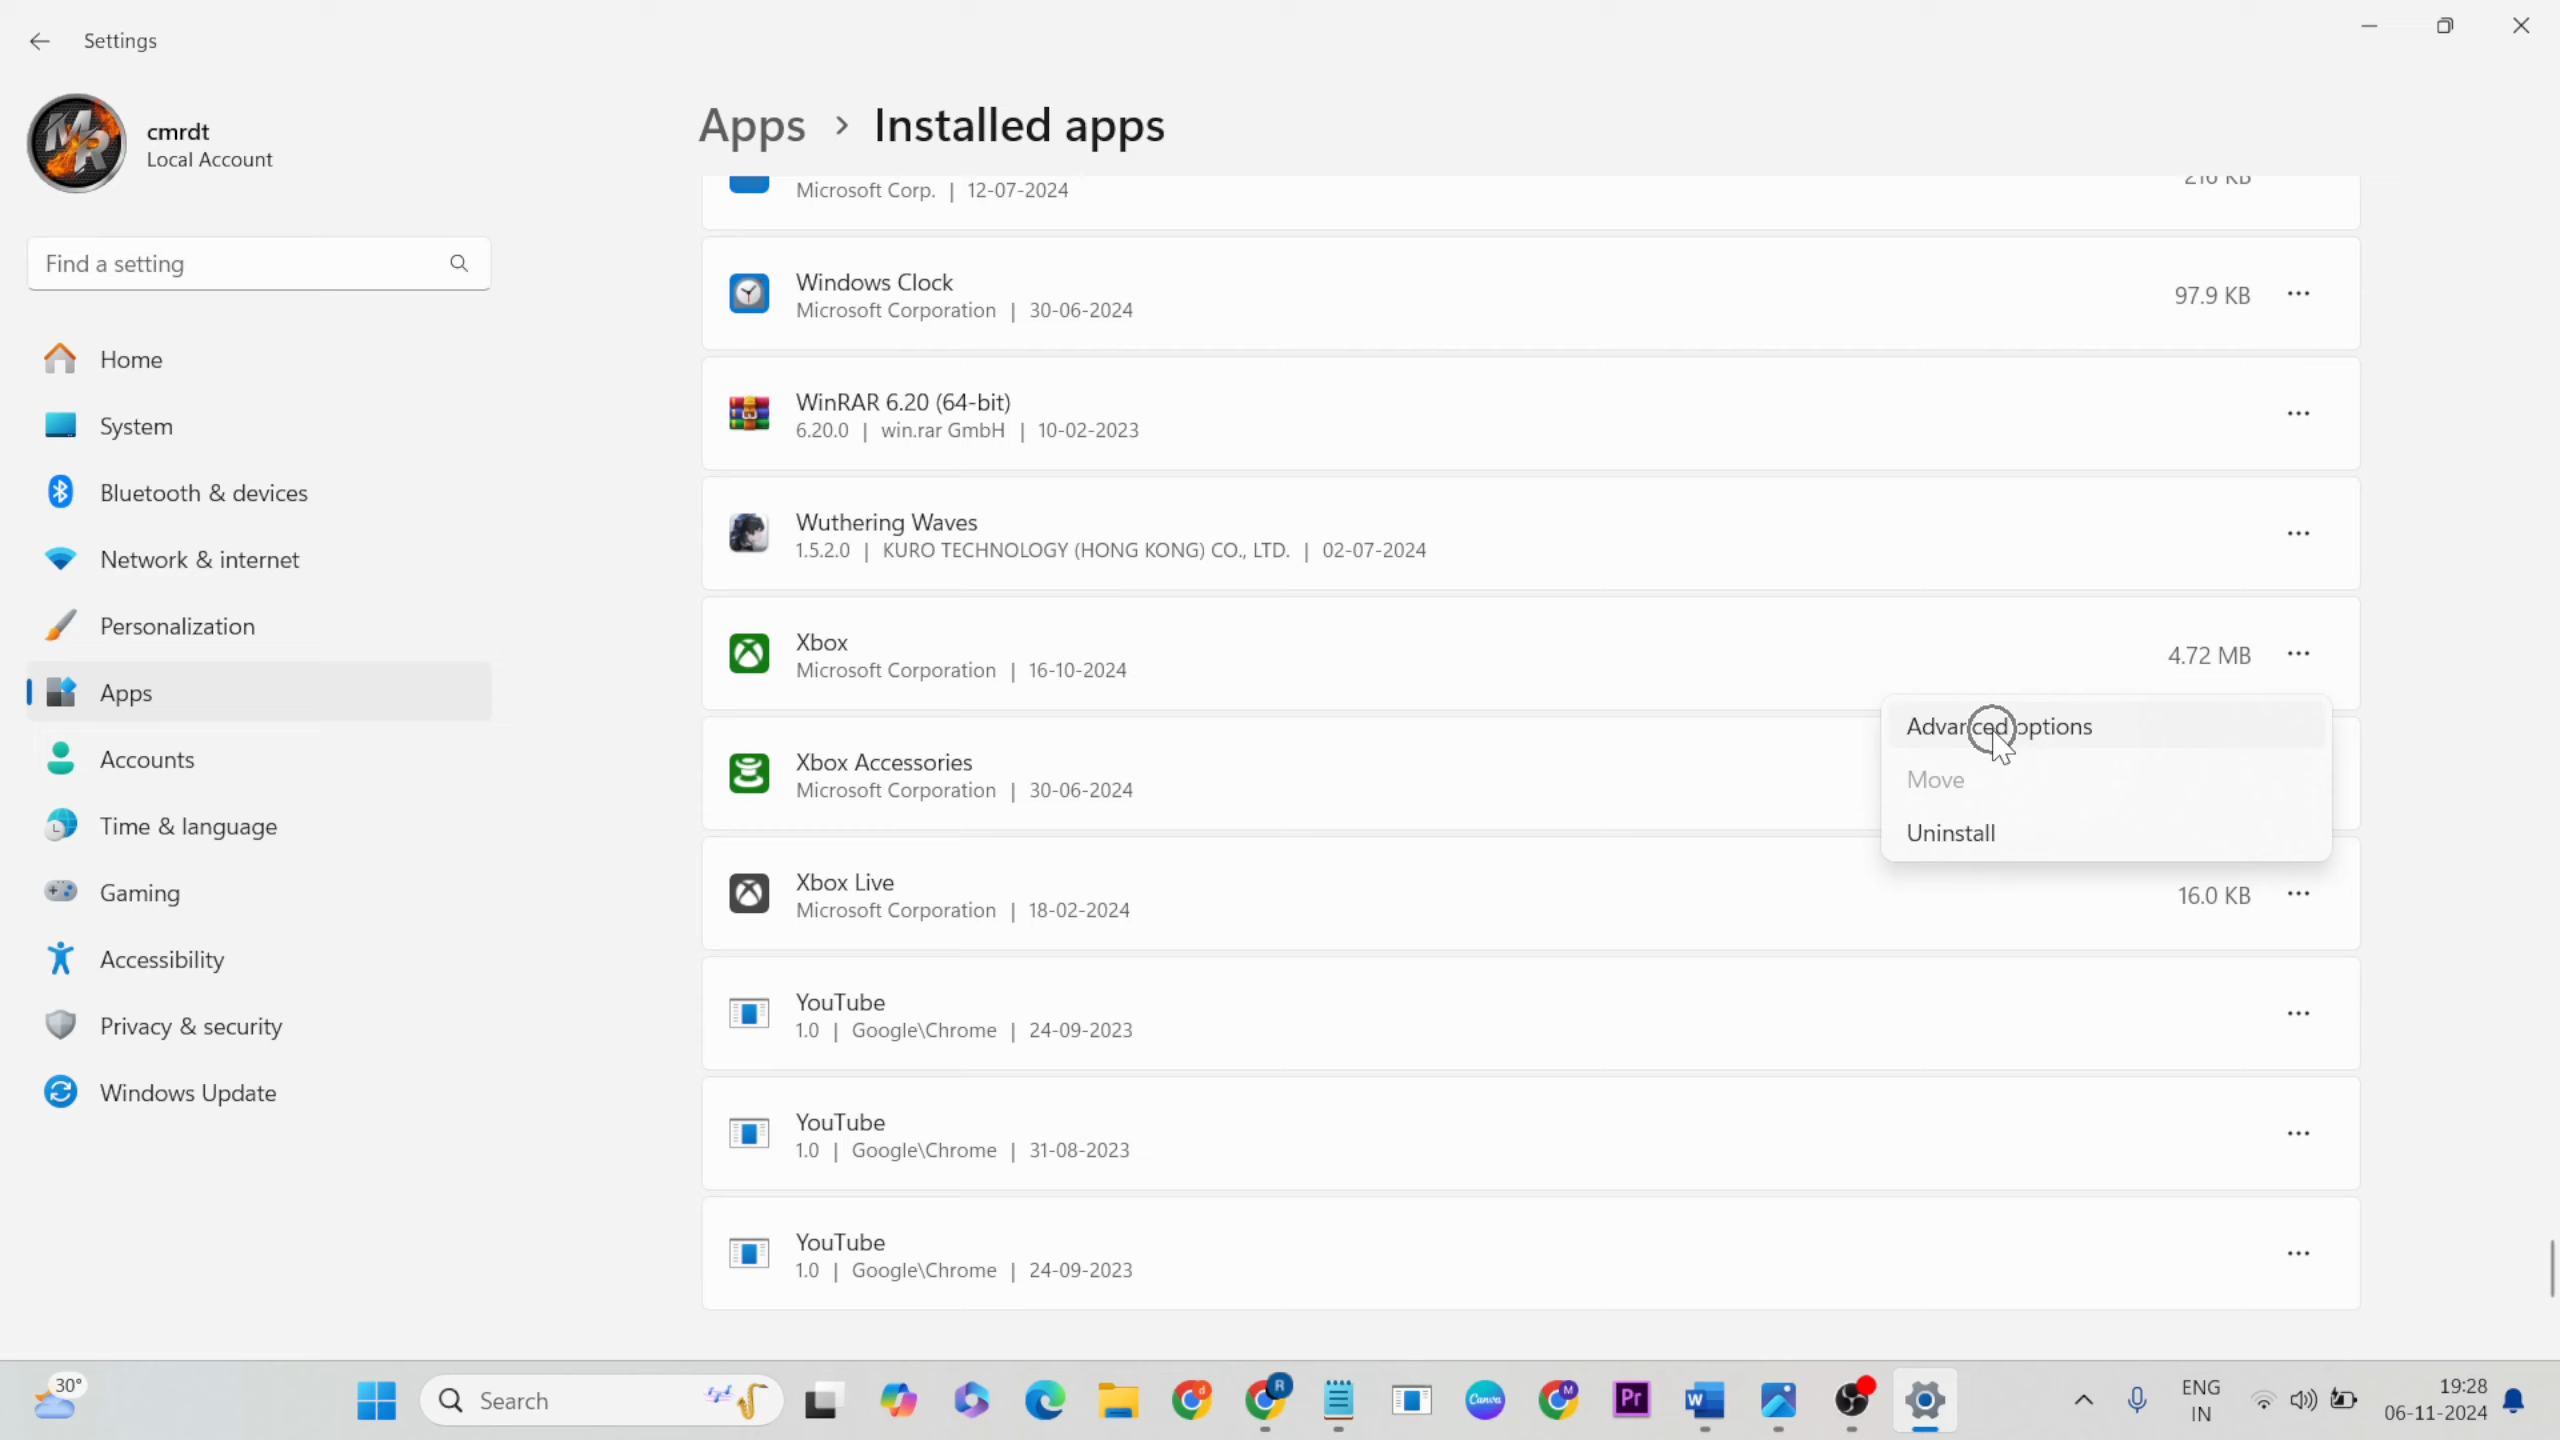 Settings
cmrdt
Local Account
Find a setting
Home
System
Bluetooth & devices
Network & internet
Personalization
Apps
Accounts
Time & language
Gaming
Accessibility
Privacy & security
Windows Update
Apps > Installed apps
Microsoft Corp. | 12-07-2024
216 KB
Windows Clock
Microsoft Corporation | 30-06-2024
97.9 KB
WinRAR 6.20 (64-bit)
6.20.0 | win.rar GmbH | 10-02-2023
Wuthering Waves
1.5.2.0 | KURO TECHNOLOGY (HONG KONG) CO., LTD. | 02-07-2024
Xbox
Microsoft Corporation | 16-10-2024
4.72 MB
Advanced options
Move
Uninstall
Xbox Accessories
Microsoft Corporation | 30-06-2024
Xbox Live
Microsoft Corporation | 18-02-2024
16.0 KB
YouTube
1.0 | Google\Chrome | 24-09-2023
YouTube
1.0 | Google\Chrome | 31-08-2023
YouTube
1.0 | Google\Chrome | 24-09-2023
30°
Search
d
R
Canva
M
Pr
W
ENG
IN
19:28
06-11-2024